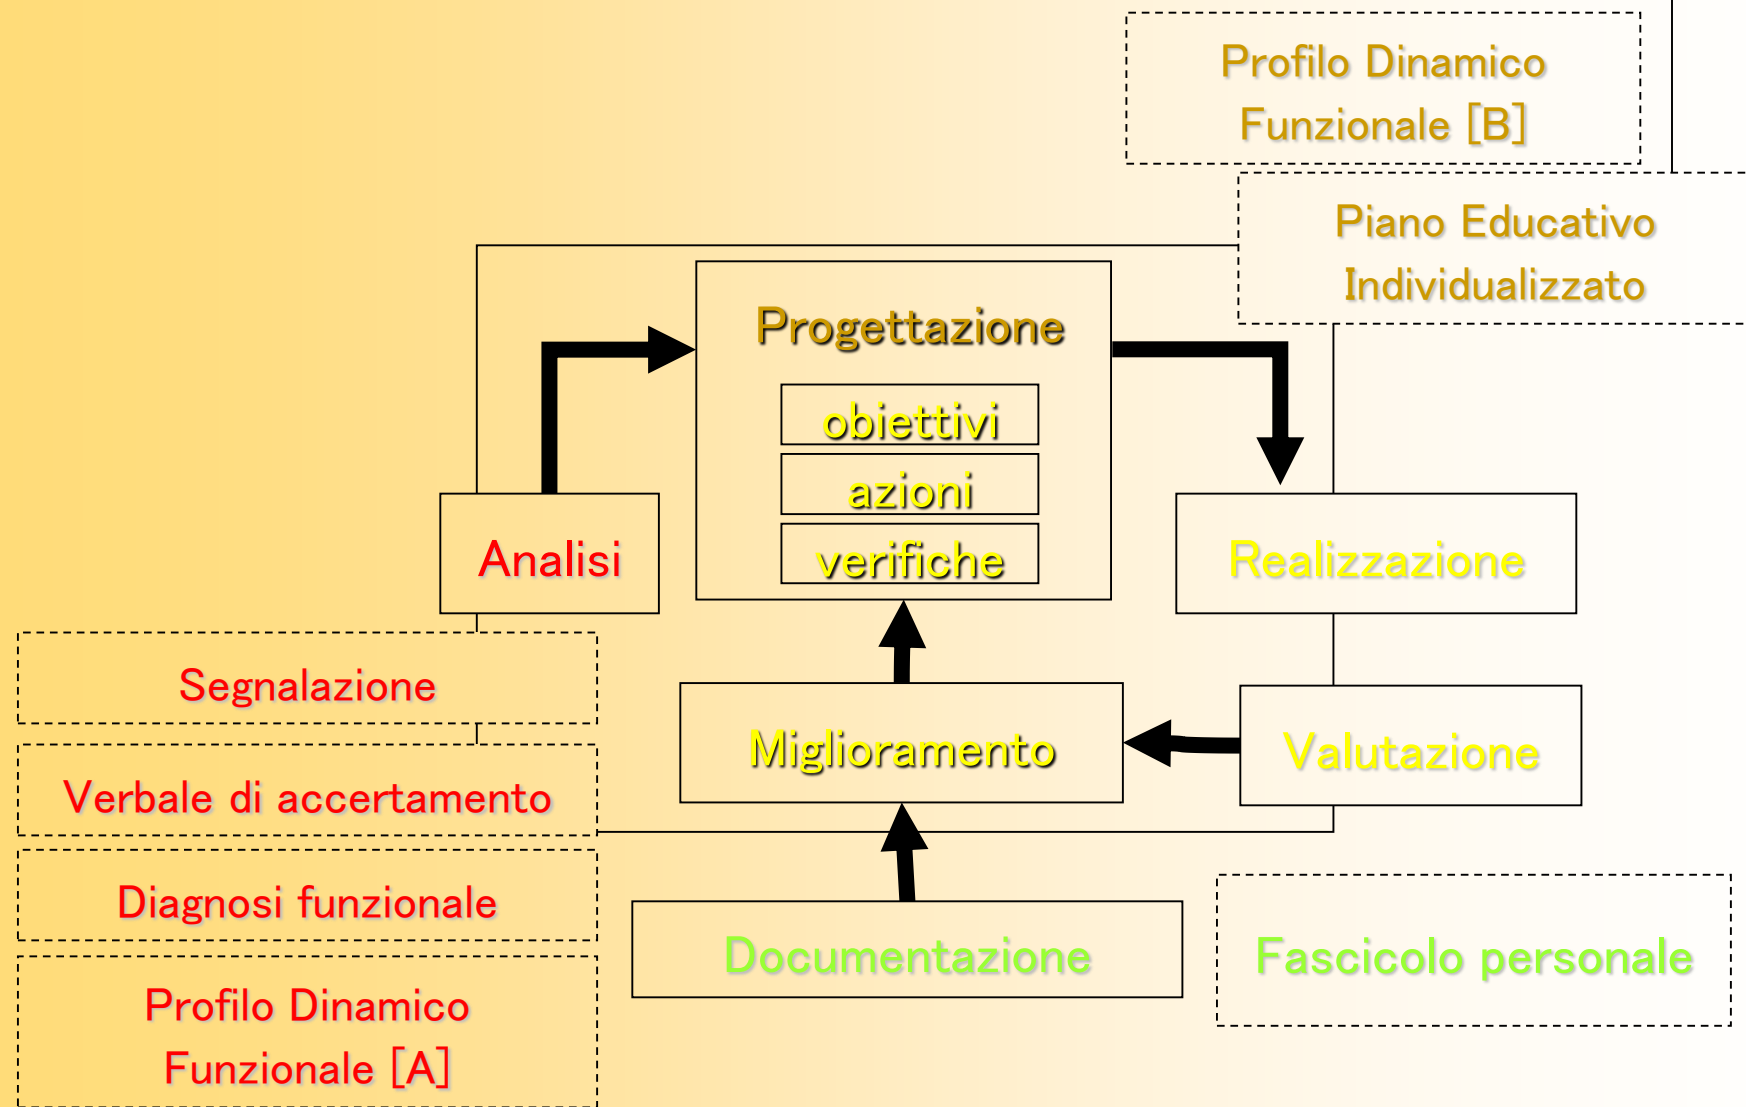 Profilo Dinamico
Funzionale [B]
Piano Educativo
Individualizzato
Progettazione
obiettivi
azioni
verifiche
Analisi
Realizzazione
Segnalazione
Miglioramento
Valutazione
Verbale di accertamento
Diagnosi funzionale
Documentazione
Fascicolo personale
Profilo Dinamico
Funzionale [A]